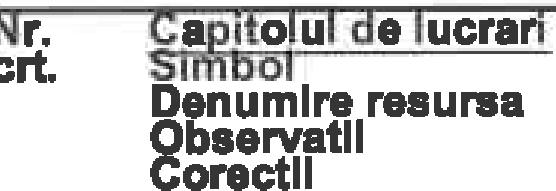 Nr. Capitolul de lucrari
crt. Simbol
Denumire resursa
Observatii
Corectii